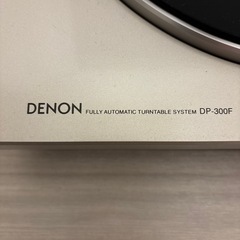 DENON FULLY AUTOMATIC TURNTABLE SYSTEM DP-300F